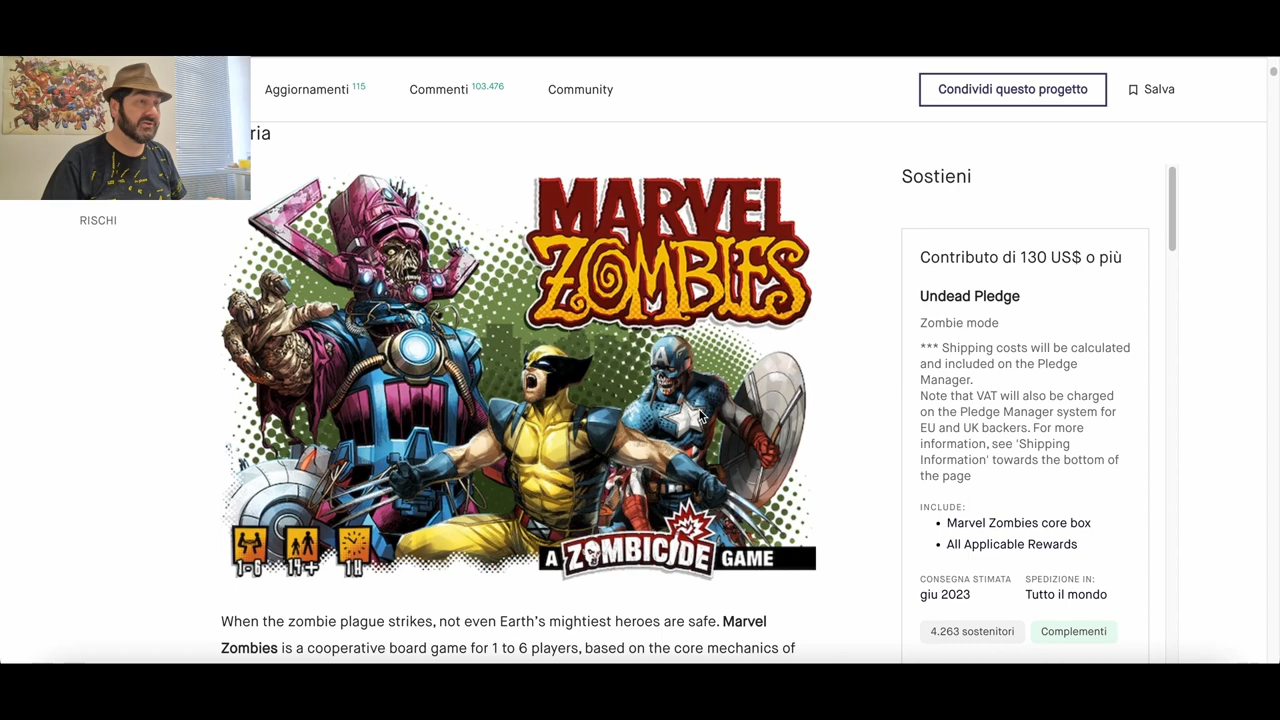 Aggiornamenti 115
Commenti 103.476
Community
Condividi questo progetto
Salva
ria
RISCHI
MARVEL
ZOMBIES
A
1-6
14+
1H
A ZOMBICIDE GAME
When the zombie plague strikes, not even Earth's mightiest heroes are safe. Marvel
Zombies is a cooperative board game for 1 to 6 players, based on the core mechanics of
Sostieni
Contributo di 130 US$ o più
Undead Pledge
Zombie mode
*** Shipping costs will be calculated
and included on the Pledge
Manager.
Note that VAT will also be charged
on the Pledge Manager system for
EU and UK backers. For more
information, see 'Shipping
Information' towards the bottom of
the page
INCLUDE:
• Marvel Zombies core box
• All Applicable Rewards
CONSEGNA STIMATA
giu 2023
SPEDIZIONE IN:
Tutto il mondo
4.263 sostenitori
Complementi